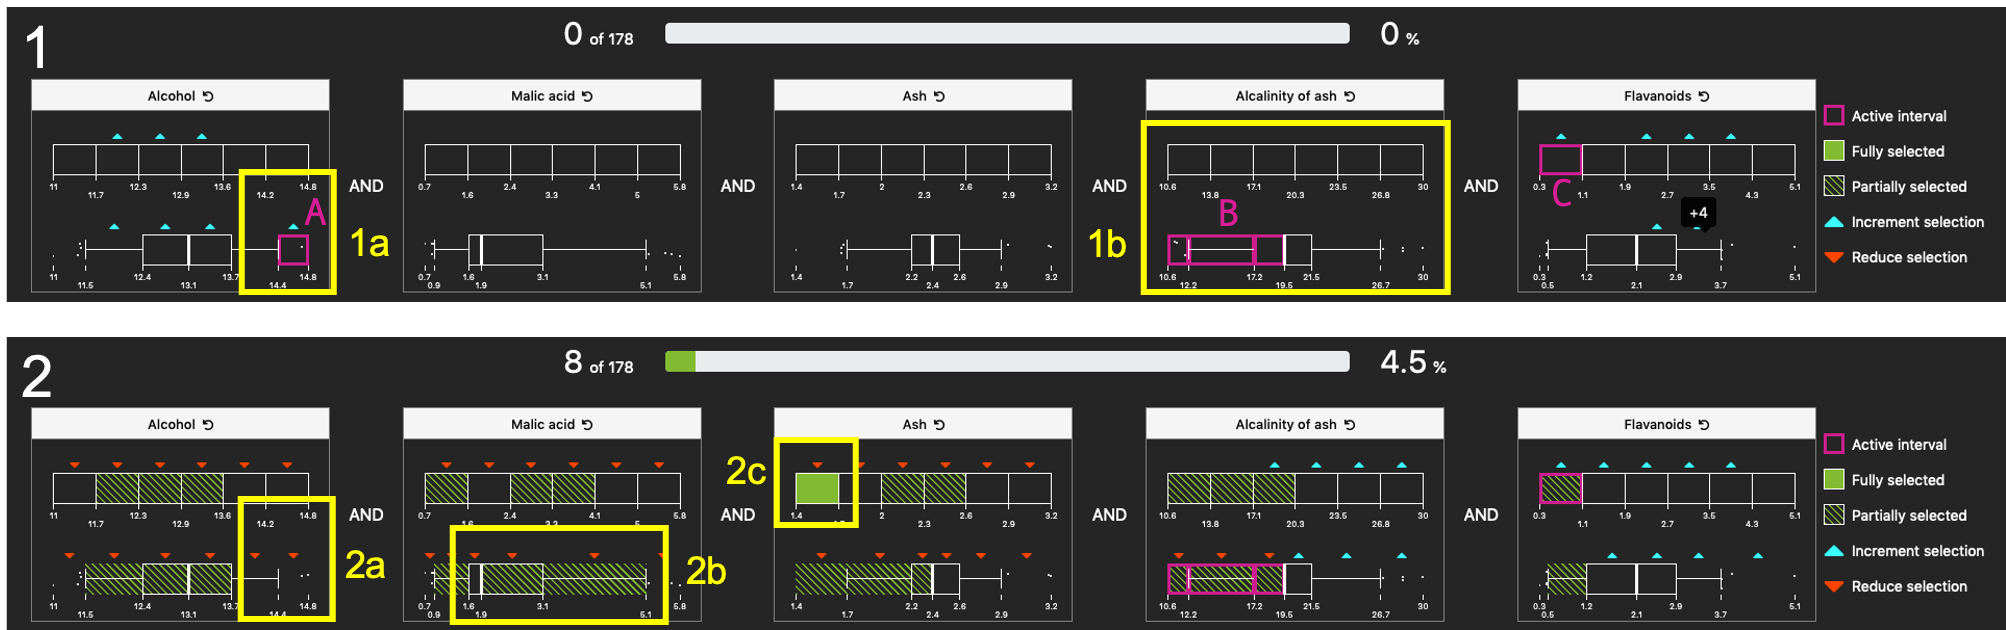 1
0 of 178
0 %
Alcohol
Malic acid
Ash
Alcalinity of ash
Flavanoids
11 11.7 12.3 12.9 13.6 14.2 14.8
AND
0.7 1.6 2.4 3.3 4.1 5 5.8
AND
1.4 1.7 2 2.3 2.6 2.9 3.2
AND
10.6 13.8 17.1 20.3 23.5 26.8 30
AND
0.3 1.1 1.9 2.7 3.5 4.3 5.1
A
1a
B
1b
C
+4
11 11.5 12.4 13.1 13.7 14.4 14.8
0.7 0.9 1.6 1.9 3.1 5.1 5.8
1.4 1.7 2.2 2.4 2.6 2.9 3.2
10.6 12.2 17.2 19.5 21.5 26.7 30
0.3 0.5 1.2 2.1 2.9 3.7 5.1
Active interval
Fully selected
Partially selected
Increment selection
Reduce selection
2
8 of 178
4.5 %
Alcohol
Malic acid
Ash
Alcalinity of ash
Flavanoids
2c
11 11.7 12.3 12.9 13.6 14.2 14.8
AND
0.7 1.6 2.4 3.3 4.1 5 5.8
AND
1.4 2 2.3 2.6 2.9 3.2
AND
10.6 13.8 17.1 20.3 23.5 26.8 30
AND
0.3 1.1 1.9 2.7 3.5 4.3 5.1
2a
2b
11 11.5 12.4 13.1 13.7 14.4 14.8
0.7 0.9 1.6 1.9 3.1 5.1 5.8
1.4 1.7 2.2 2.4 2.6 2.9 3.2
10.6 12.2 17.2 19.5 21.5 26.7 30
0.3 0.5 1.2 2.1 2.9 3.7 5.1
Active interval
Fully selected
Partially selected
Increment selection
Reduce selection